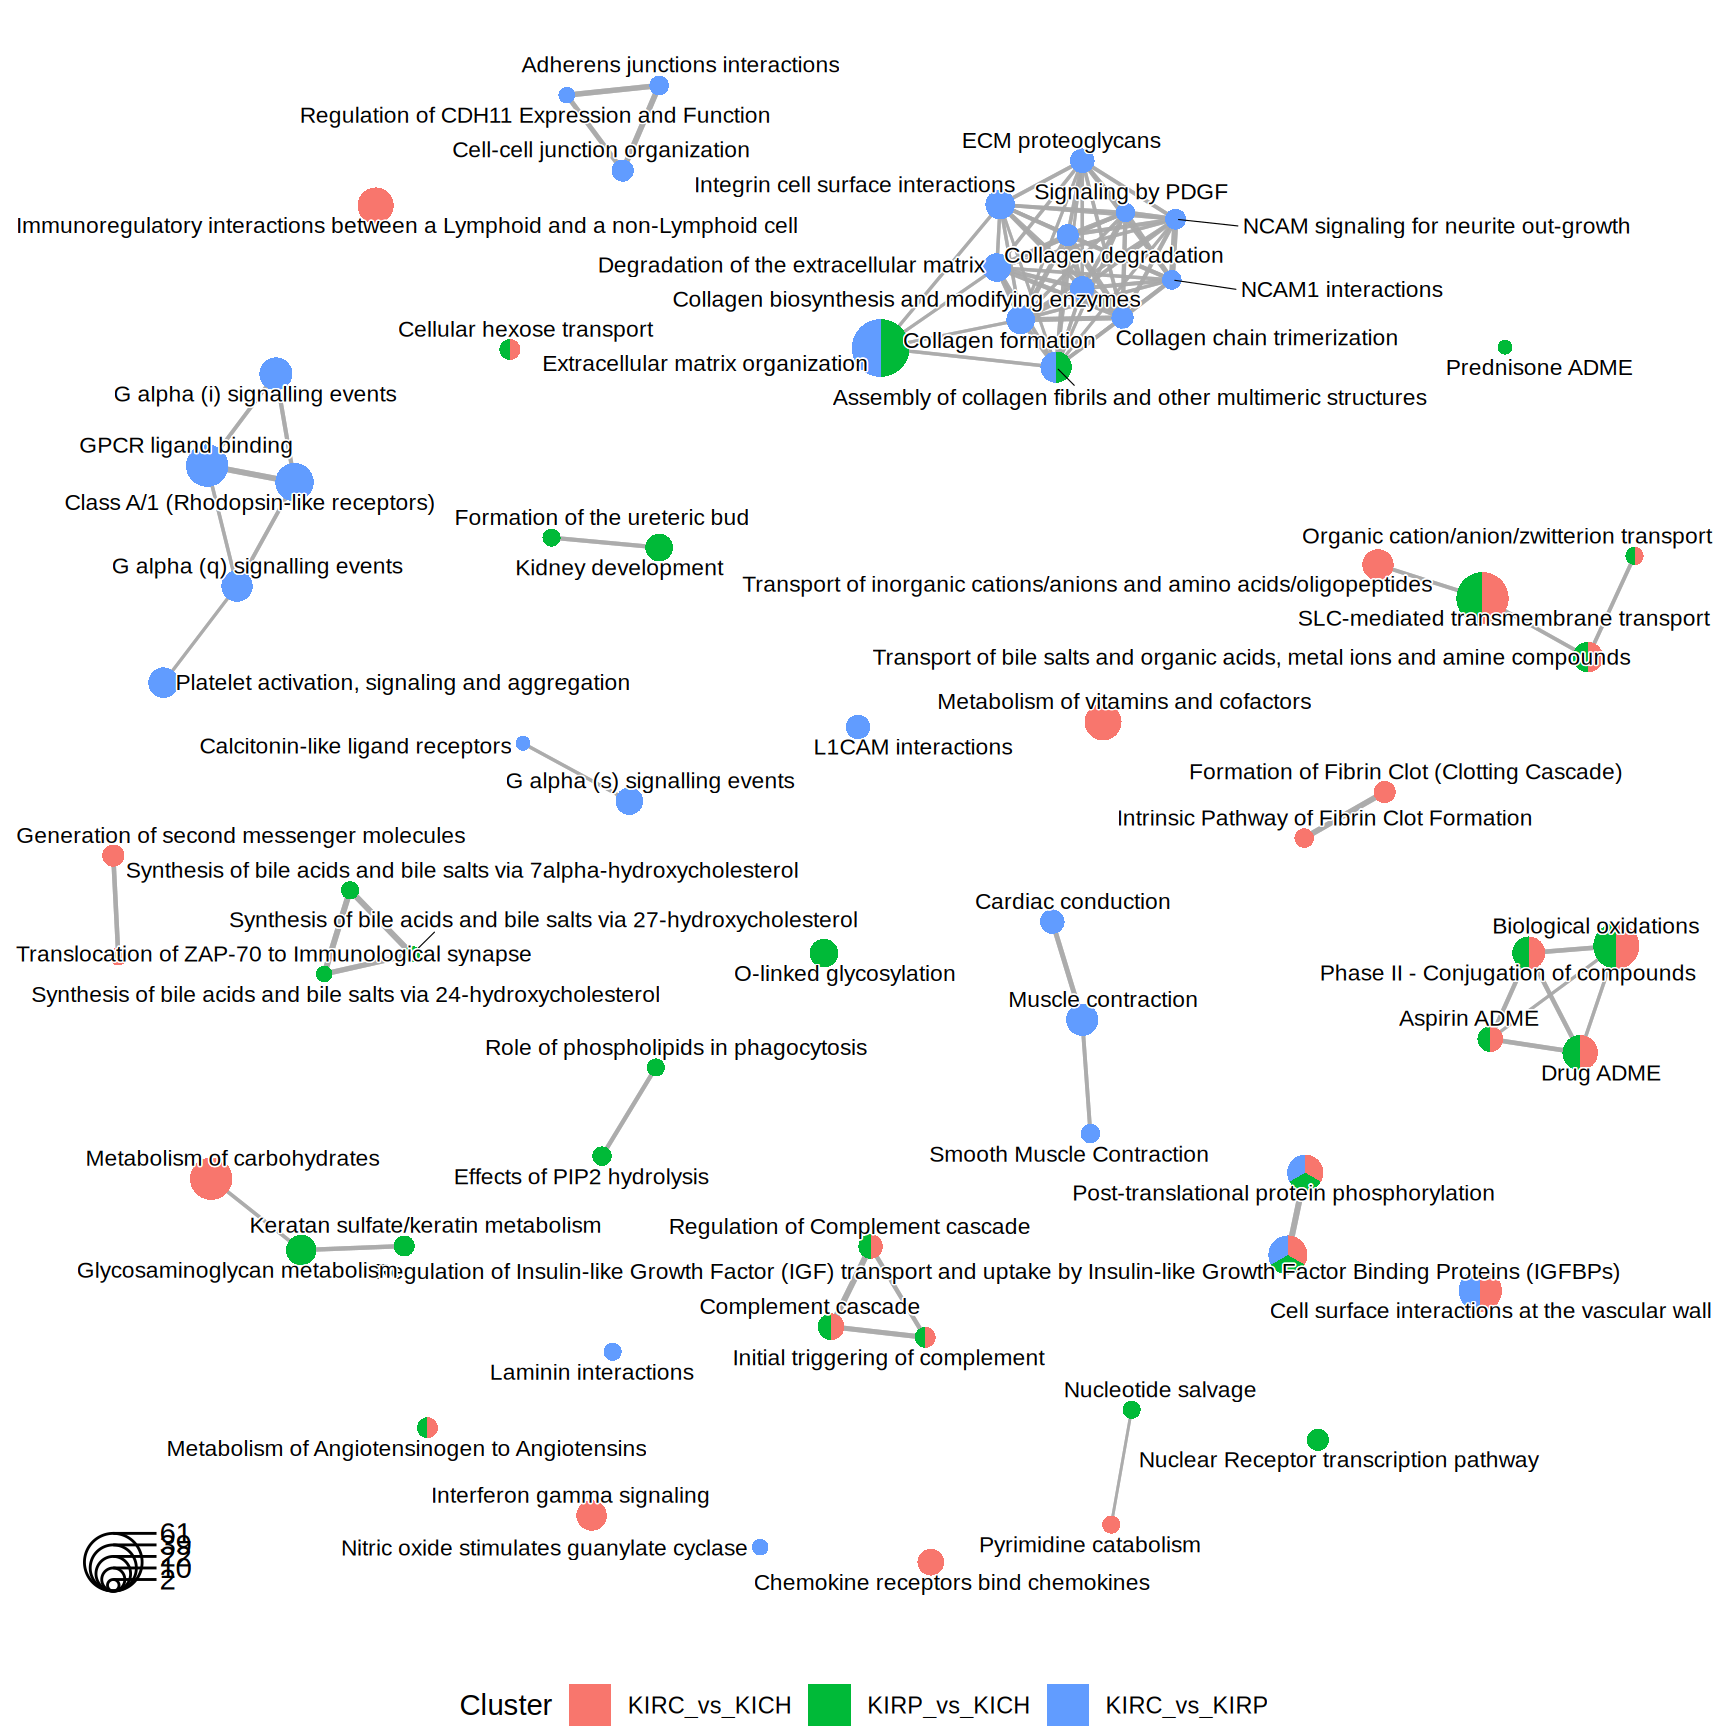 Adherens junctions interactions
Regulation of CDH11 Expression and Function
ECM proteoglycans
Cell-cell junction organization
Integrin cell surface interactions
Signaling by PDGF
Immunoregulatory interactions between a Lymphoid and a non-Lymphoid cell
NCAM signaling for neurite out-growth
Collagen degradation
Degradation of the extracellular matrix
NCAM1 interactions
Collagen biosynthesis and modifying enzymes
Cellular hexose transport
Collagen chain trimerization
Collagen formation
Extracellular matrix organization
Prednisone ADME
G alpha (i) signalling events
Assembly of collagen fibrils and other multimeric structures
GPCR ligand binding
Class A/1 (Rhodopsin-like receptors)
Formation of the ureteric bud
Organic cation/anion/zwitterion transport
G alpha (q) signalling events
Kidney development
Transport of inorganic cations/anions and amino acids/oligopeptides
SLC-mediated transmembrane transport
Transport of bile salts and organic acids, metal ions and amine compounds
Platelet activation, signaling and aggregation
Metabolism of vitamins and cofactors
Calcitonin-like ligand receptors
L1CAM interactions
Formation of Fibrin Clot (Clotting Cascade)
G alpha (s) signalling events
Intrinsic Pathway of Fibrin Clot Formation
Generation of second messenger molecules
Synthesis of bile acids and bile salts via 7alpha-hydroxycholesterol
Cardiac conduction
Synthesis of bile acids and bile salts via 27-hydroxycholesterol
Biological oxidations
Translocation of ZAP-70 to Immunological synapse
O-linked glycosylation
Phase II - Conjugation of compounds
Synthesis of bile acids and bile salts via 24-hydroxycholesterol
Muscle contraction
Aspirin ADME
Role of phospholipids in phagocytosis
Drug ADME
Metabolism of carbohydrates
Smooth Muscle Contraction
Effects of PIP2 hydrolysis
Post-translational protein phosphorylation
Keratan sulfate/keratin metabolism
Regulation of Complement cascade
Glycosaminoglycan metabolism
Regulation of Insulin-like Growth Factor (IGF) transport and uptake by Insulin-like Growth Factor Binding Proteins (IGFBPs)
Complement cascade
Cell surface interactions at the vascular wall
Initial triggering of complement
Laminin interactions
Nucleotide salvage
Metabolism of Angiotensinogen to Angiotensins
Nuclear Receptor transcription pathway
Interferon gamma signaling
Nitric oxide stimulates guanylate cyclase
Pyrimidine catabolism
Chemokine receptors bind chemokines
61
39
10
2
Cluster KIRC_vs_KICH KIRP_vs_KICH KIRC_vs_KIRP